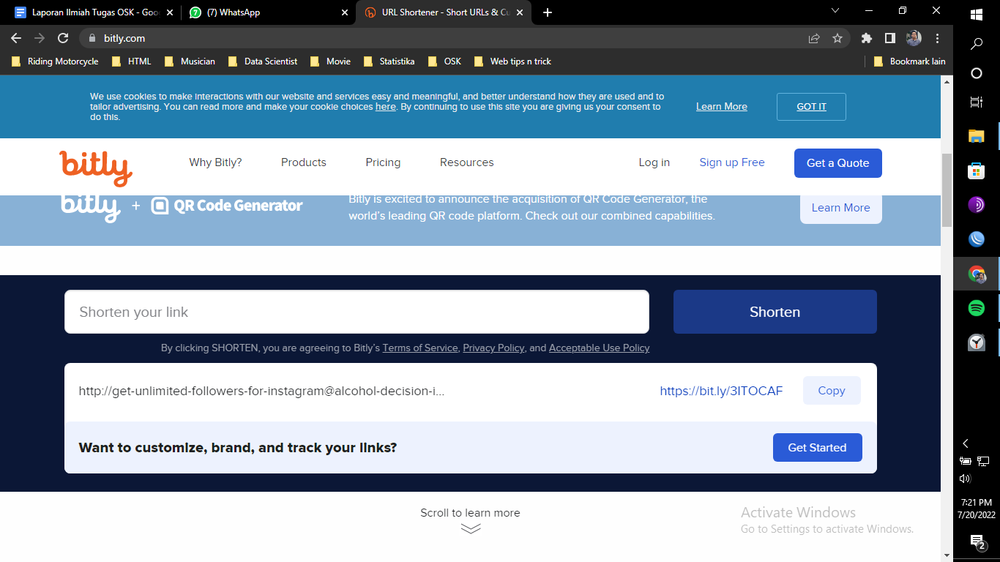 Laporan Ilmiah Tugas OSK - Goo
(7) WhatsApp
URL Shortener - Short URLs & Cu
bitly.com
Riding Motorcycle
HTML
Musician
Data Scientist
Movie
Statistika
OSK
Web tips n trick
Bookmark lain
We use cookies to make interactions with our website and services easy and meaningful, and better understand how they are used and to
tailor advertising. You can read more and make your cookie choices here. By continuing to use this site you are giving us your consent to
do this.
Learn More
GOT IT
bitly
Why Bitly?
Products
Pricing
Resources
Log in
Sign up Free
Get a Quote
bitly + QR Code Generator
Bitly is excited to announce the acquisition of QR Code Generator, the
world's leading QR code platform. Check out our combined capabilities.
Learn More
Shorten your link
Shorten
By clicking SHORTEN, you are agreeing to Bitly's Terms of Service, Privacy Policy, and Acceptable Use Policy
http://get-unlimited-followers-for-instagram@alcohol-decision-i...
https://bit.ly/3ITOCAF
Copy
Want to customize, brand, and track your links?
Get Started
Scroll to learn more
Activate Windows
Go to Settings to activate Windows.
7:21 PM
7/20/2022
2